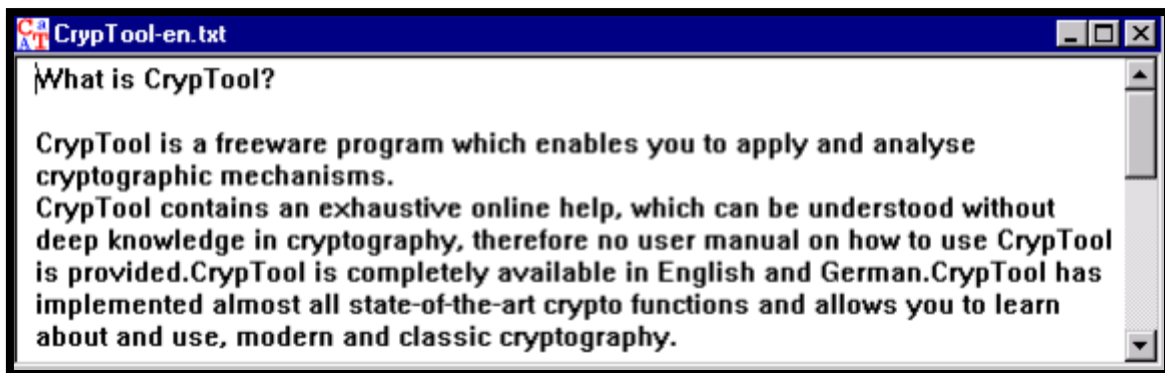 CrypTool-en.txt
What is CrypTool?
CrypTool is a freeware program which enables you to apply and analyse
cryptographic mechanisms.
CrypTool contains an exhaustive online help, which can be understood without
deep knowledge in cryptography, therefore no user manual on how to use CrypTool
is provided.CrypTool is completely available in English and German.CrypTool has
implemented almost all state-of-the-art crypto functions and allows you to learn
about and use, modern and classic cryptography.